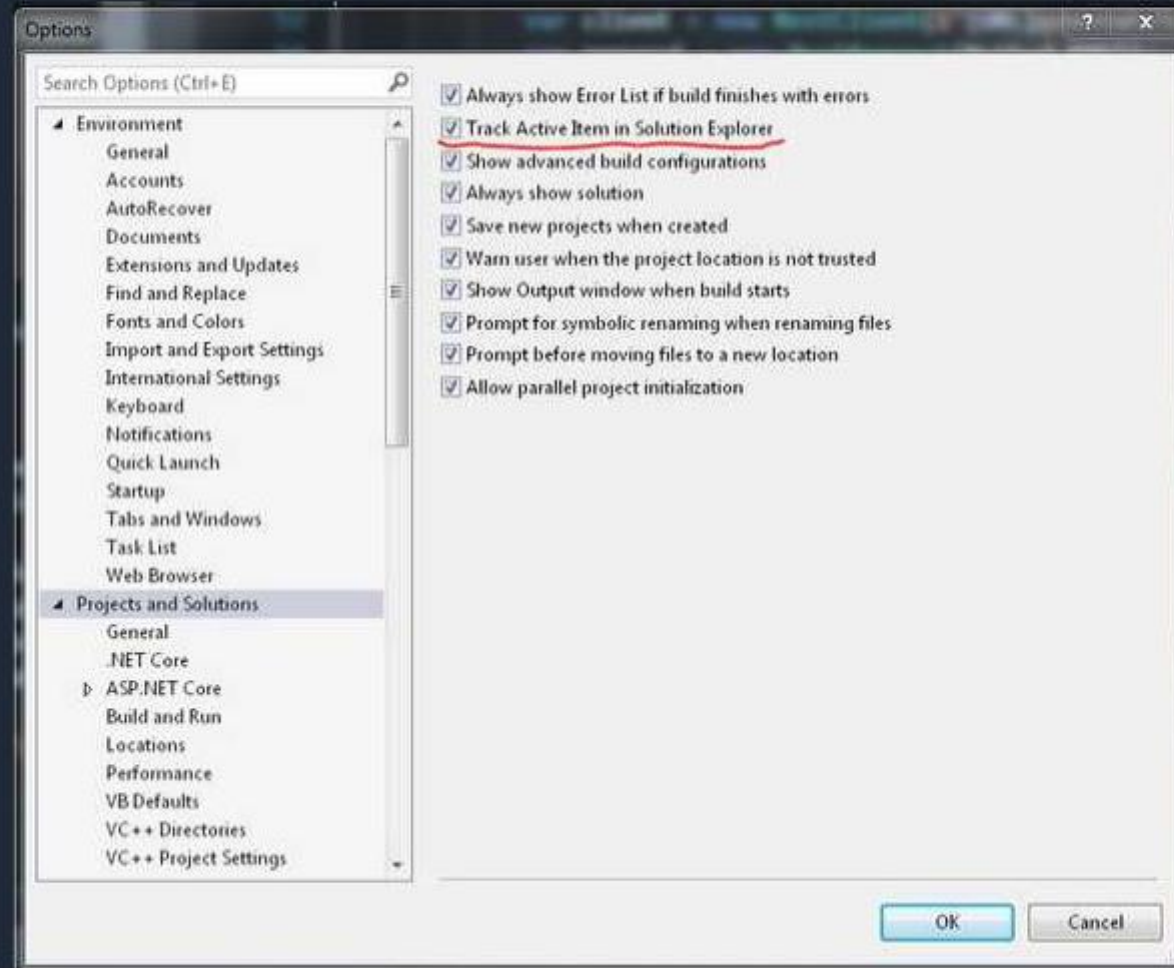 Options
Search Options (Ctrl+E)
Environment
General
Accounts
AutoRecover
Documents
Extensions and Updates
Find and Replace
Fonts and Colors
Import and Export Settings
International Settings
Keyboard
Notifications
Quick Launch
Startup
Tabs and Windows
Task List
Web Browser
Projects and Solutions
General
.NET Core
ASP.NET Core
Build and Run
Locations
Performance
VB Defaults
VC++ Directories
VC++ Project Settings
Always show Error List if build finishes with errors
Track Active Item in Solution Explorer
Show advanced build configurations
Always show solution
Save new projects when created
Warn user when the project location is not trusted
Show Output window when build starts
Prompt for symbolic renaming when renaming files
Prompt before moving files to a new location
Allow parallel project initialization
OK
Cancel